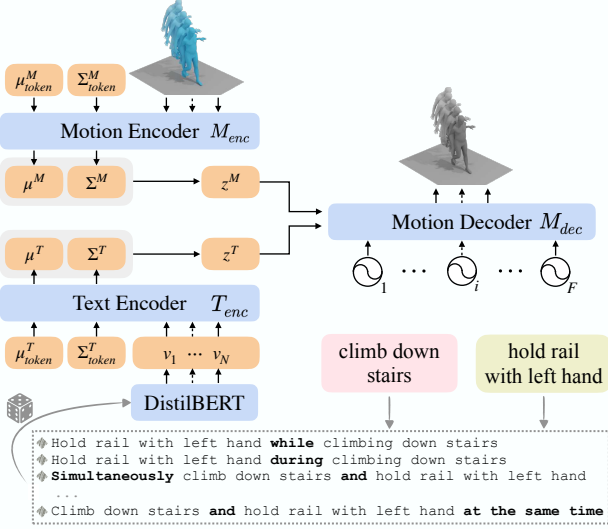 μ^M_token Σ^M_token
Motion Encoder M_enc
μ^M Σ^M z^M
μ^T Σ^T z^T
Text Encoder T_enc
μ^T_token Σ^T_token v_1 ... v_N
DistilBERT
Motion Decoder M_dec
1 ... i ... F
climb down
stairs
hold rail
with left hand
Hold rail with left hand while climbing down stairs
Hold rail with left hand during climbing down stairs
Simultaneously climb down stairs and hold rail with left hand
...
Climb down stairs and hold rail with left hand at the same time